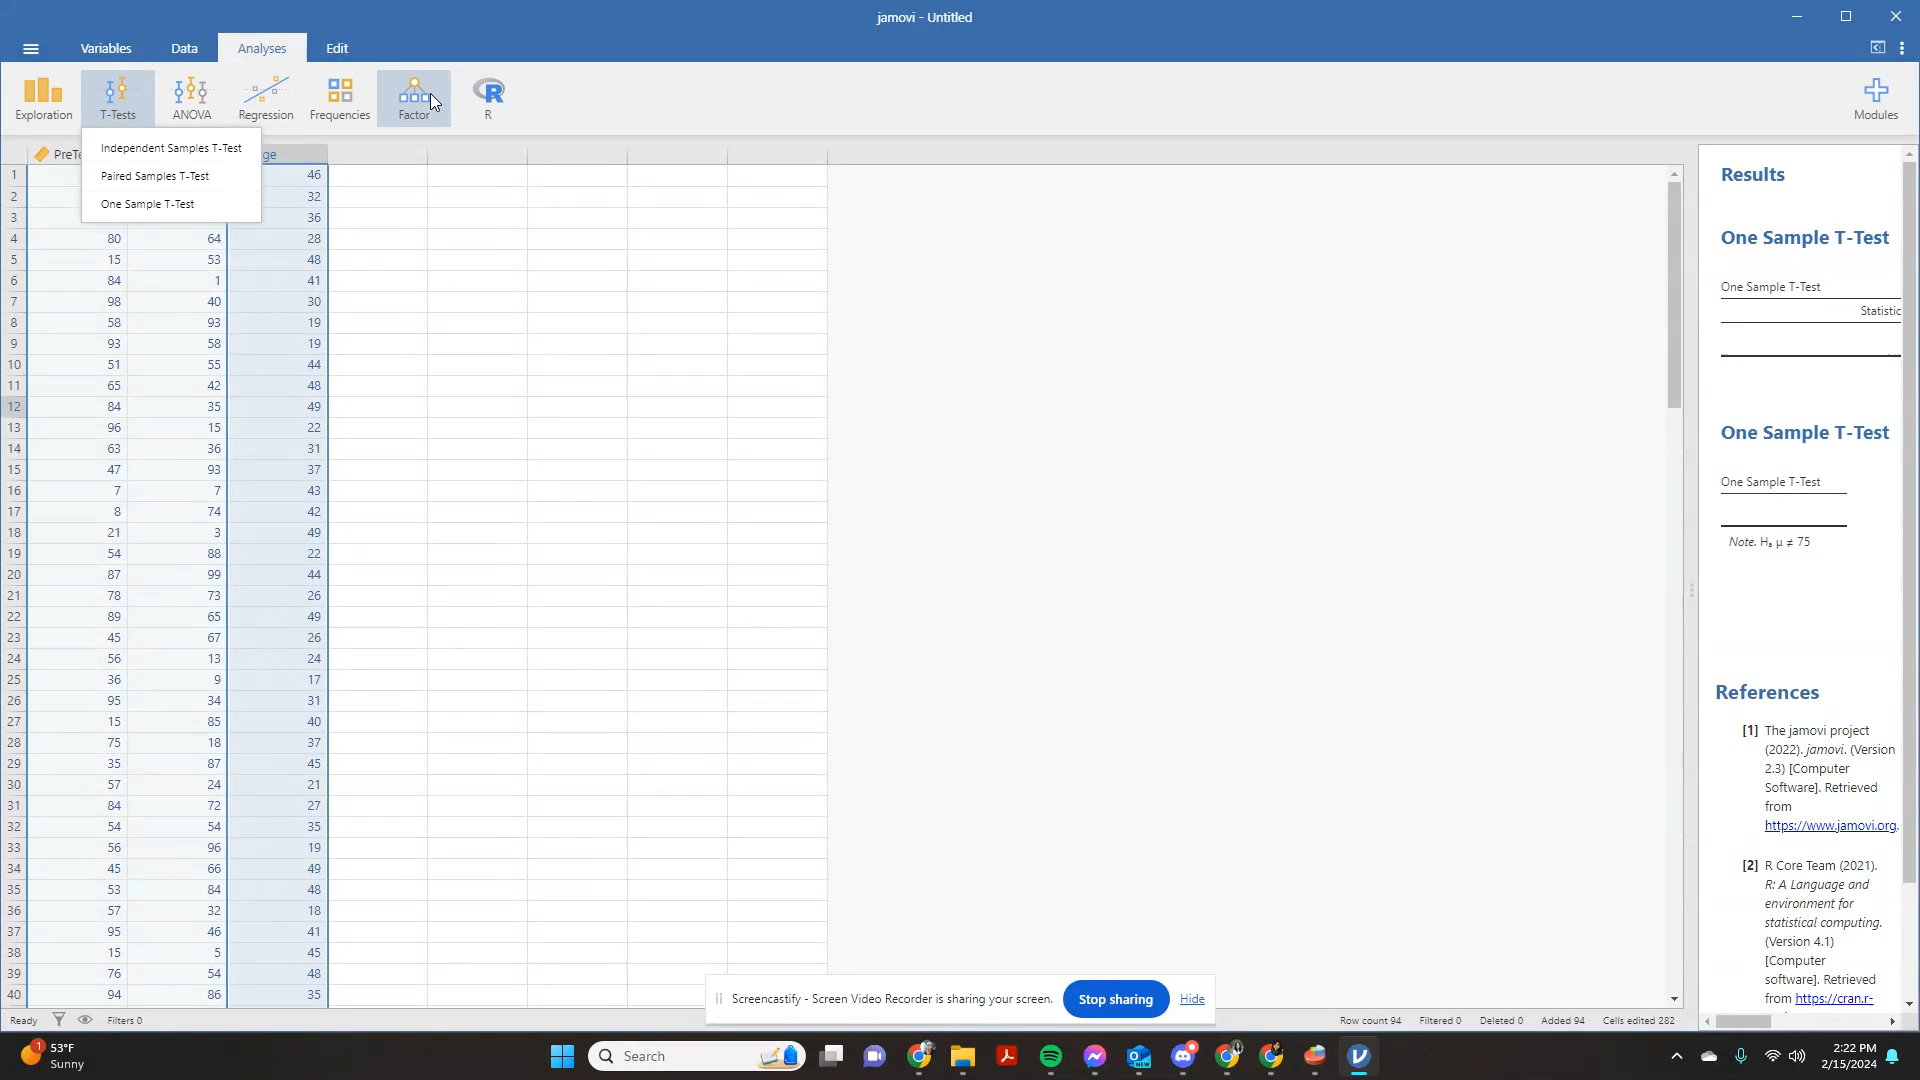 jamovi - Untitled
Variables Data Analyses Edit
Exploration T-Tests ANOVA Regression Frequencies Factor R Modules
Independent Samples T-Test
Paired Samples T-Test
One Sample T-Test
PreTe ge
1 46
2 32
3 36
4 80 64 28
5 15 53 48
6 84 1 41
7 98 40 30
8 58 93 19
9 93 58 19
10 51 55 44
11 65 42 48
12 84 35 49
13 96 15 22
14 63 36 31
15 47 93 37
16 7 7 43
17 8 74 42
18 21 3 49
19 54 88 22
20 87 99 44
21 78 73 26
22 89 65 49
23 45 67 26
24 56 13 24
25 36 9 17
26 95 34 31
27 15 85 40
28 75 18 37
29 35 87 45
30 57 24 21
31 84 72 27
32 54 54 35
33 56 96 19
34 45 66 49
35 53 84 48
36 57 32 18
37 95 46 41
38 15 5 45
39 76 54 48
40 94 86 35
Results
One Sample T-Test
One Sample T-Test
Statistic
One Sample T-Test
One Sample T-Test
Note. Hₐ μ ≠ 75
References
[1] The jamovi project
(2022). jamovi. (Version
2.3) [Computer
Software]. Retrieved
from
https://www.jamovi.org.
[2] R Core Team (2021).
R: A Language and
environment for
statistical computing.
(Version 4.1)
[Computer
software]. Retrieved
from https://cran.r-
Screencastify - Screen Video Recorder is sharing your screen. Stop sharing Hide
Ready Filters 0 Row count 94 Filtered 0 Deleted 0 Added 94 Cells edited 282
1 53°F
Sunny
Search
NEW
2:22 PM
2/15/2024